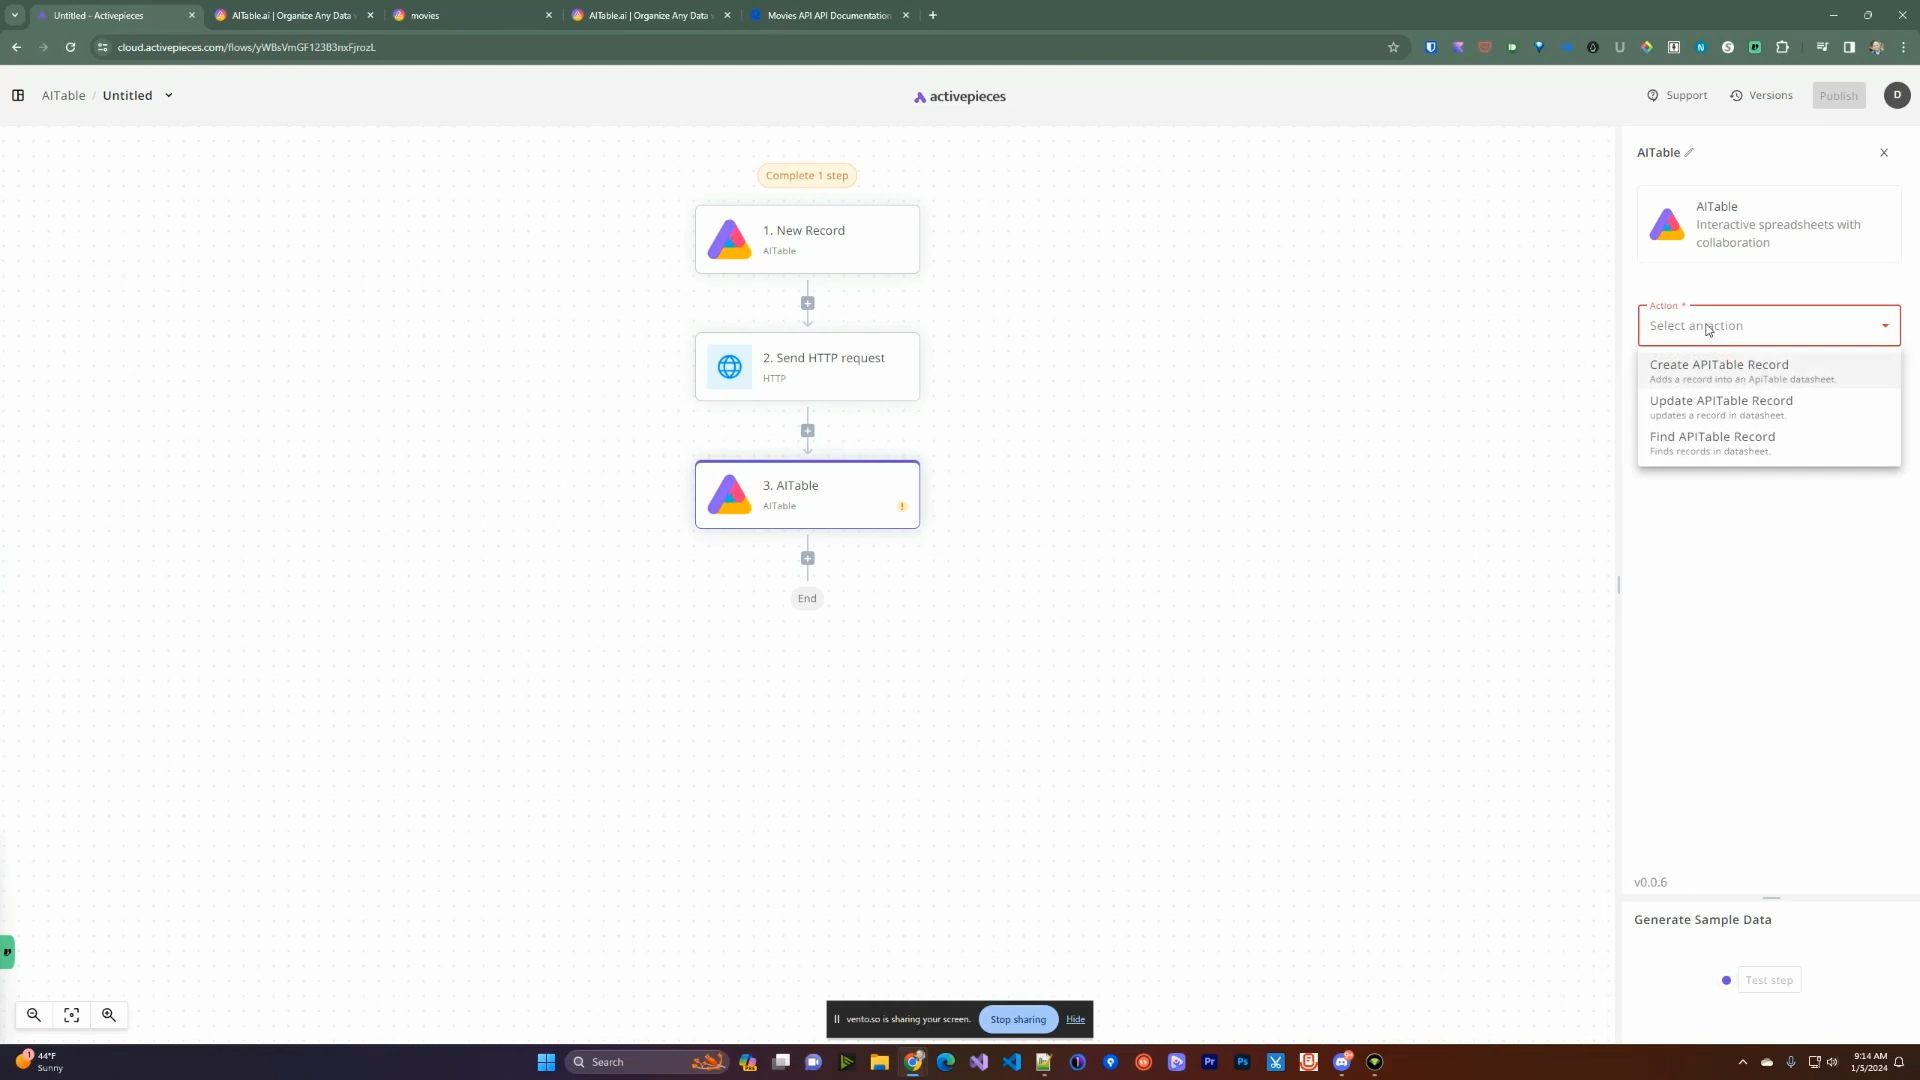 Untitled - Activepieces
AITable.ai | Organize Any Data
movies
AITable.ai | Organize Any Data
Movies API API Documentation
cloud.activepieces.com/flows/yWBsVmGF123B3nxFjrozL
AITable / Untitled
activepieces
Support
Versions
Publish
D
Complete 1 step
1. New Record
AITable
2. Send HTTP request
HTTP
3. AITable
AITable
End
AITable
AITable
Interactive spreadsheets with
collaboration
Action *
Select an action
Create APITable Record
Adds a record into an ApiTable datasheet.
Update APITable Record
updates a record in datasheet.
Find APITable Record
Finds records in datasheet.
v0.0.6
Generate Sample Data
Test step
vento.so is sharing your screen.
Stop sharing
Hide
44°F
Sunny
Search
9:14 AM
1/5/2024